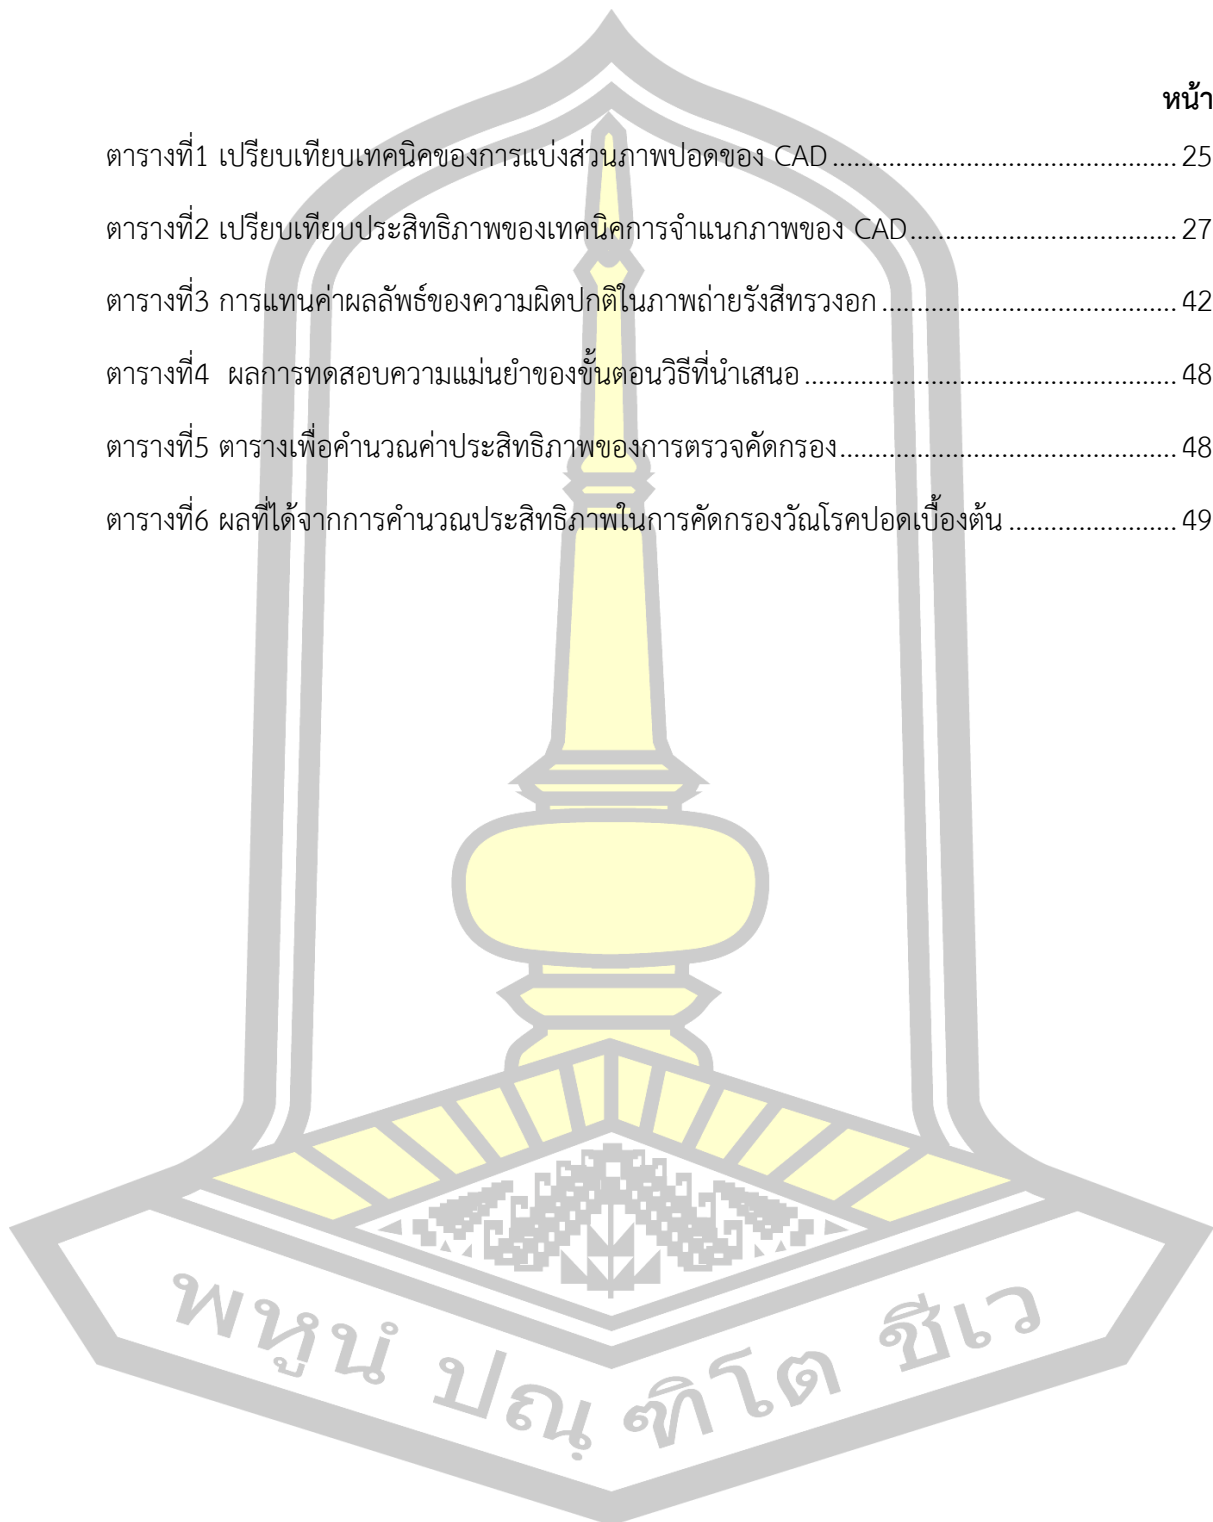 หน้า
ตารางที่1 เปรียบเทียบเทคนิคของการแบ่งส่วนภาพปอดของ CAD ............................................ 25
ตารางที่2 เปรียบเทียบประสิทธิภาพของเทคนิคการจำแนกภาพของ CAD.................................. 27
ตารางที่3 การแทนค่าผลลัพธ์ของความผิดปกติในภาพถ่ายรังสีทรวงอก ...................................... 42
ตารางที่4  ผลการทดสอบความแม่นยำของขั้นตอนวิธีที่นำเสนอ ................................................ 48
ตารางที่5 ตารางเพื่อคำนวณค่าประสิทธิภาพของการตรวจคัดกรอง........................................... 48
ตารางที่6 ผลที่ได้จากการคำนวณประสิทธิภาพในการคัดกรองวัณโรคปอดเบื้องต้น ...................... 49
พหูนํ ปณฺ ฑิโต ชีเว